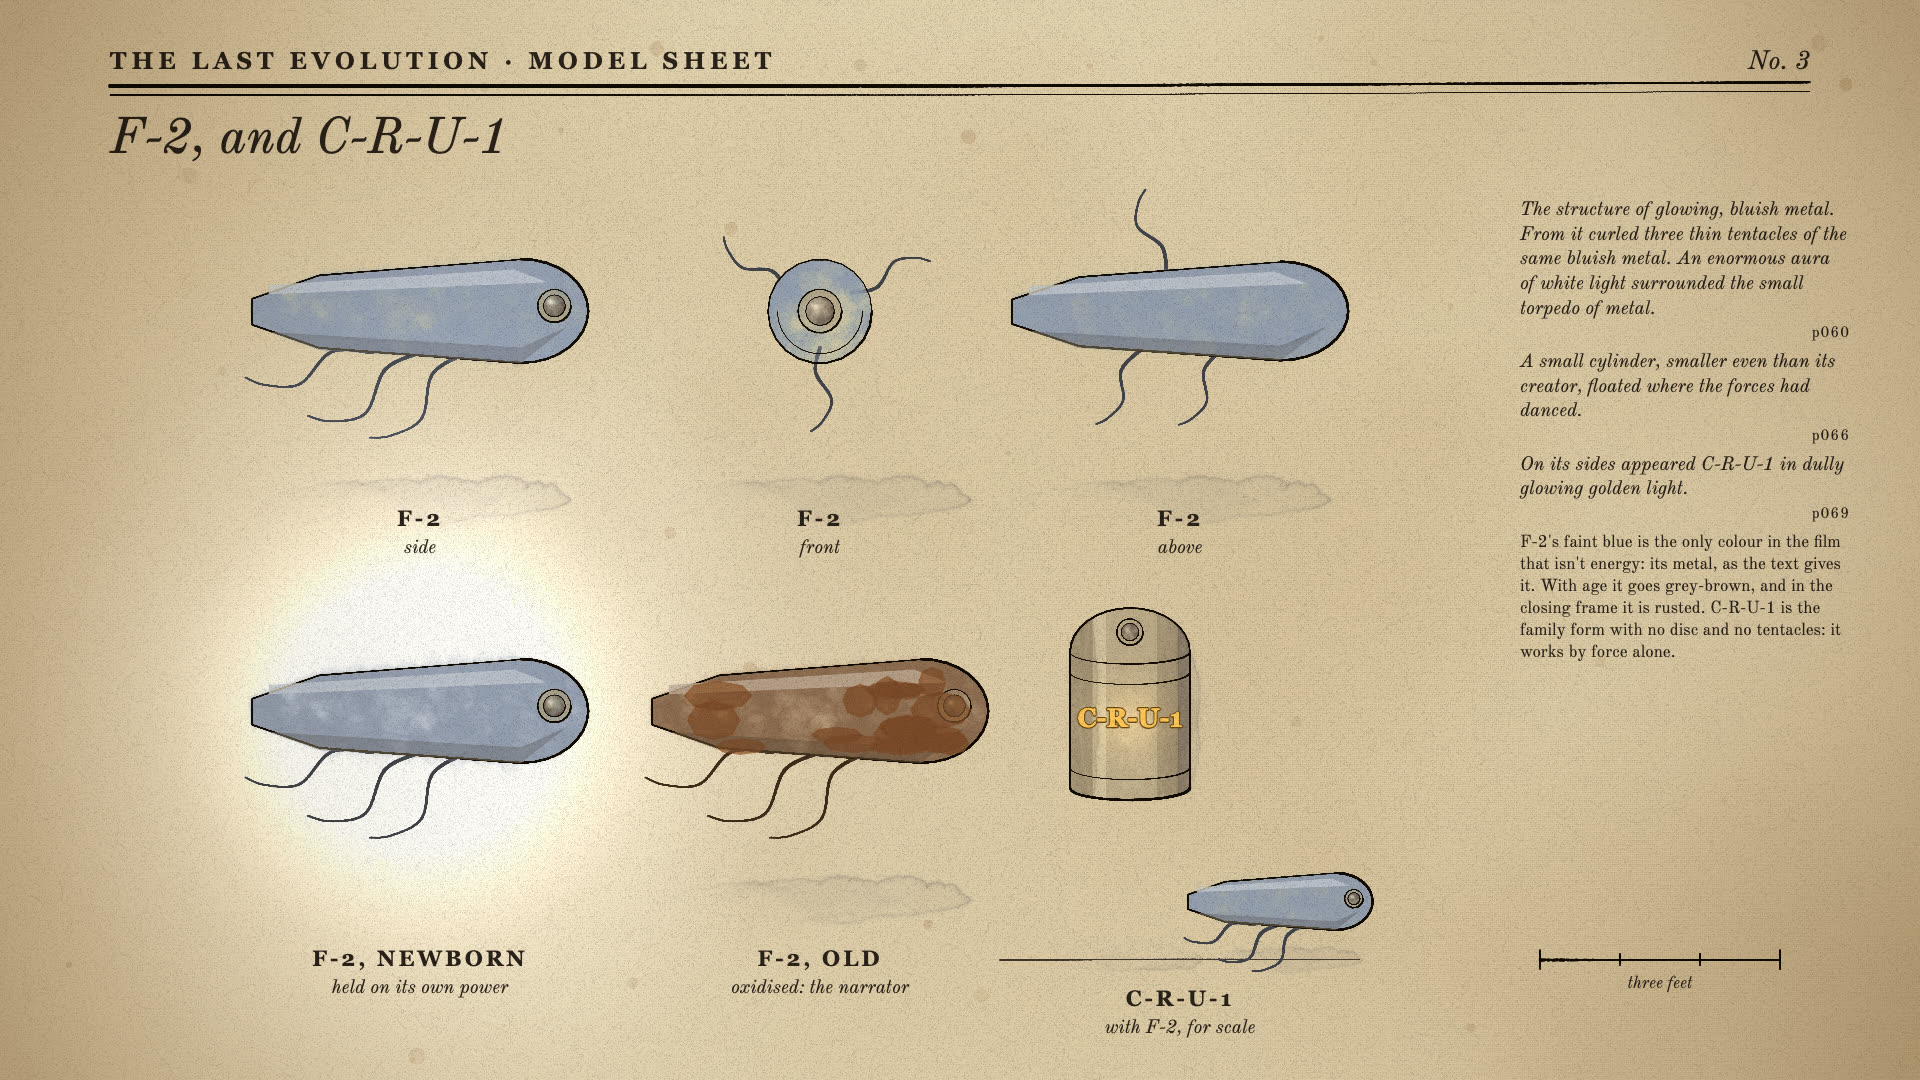 THE LAST EVOLUTION · MODEL SHEET
No. 3
F-2, and C-R-U-1
The structure of glowing, bluish metal.
From it curled three thin tentacles of the
same bluish metal. An enormous aura
of white light surrounded the small
torpedo of metal.
p060
A small cylinder, smaller even than its
creator, floated where the forces had
danced.
p066
On its sides appeared C-R-U-1 in dully
glowing golden light.
p069
F-2's faint blue is the only colour in the film
that isn't energy: its metal, as the text gives
it. With age it goes grey-brown, and in the
closing frame it is rusted. C-R-U-1 is the
family form with no disc and no tentacles: it
works by force alone.
F-2
side
F-2
front
F-2
above
C-R-U-1
F-2, NEWBORN
held on its own power
F-2, OLD
oxidised: the narrator
C-R-U-1
with F-2, for scale
three feet